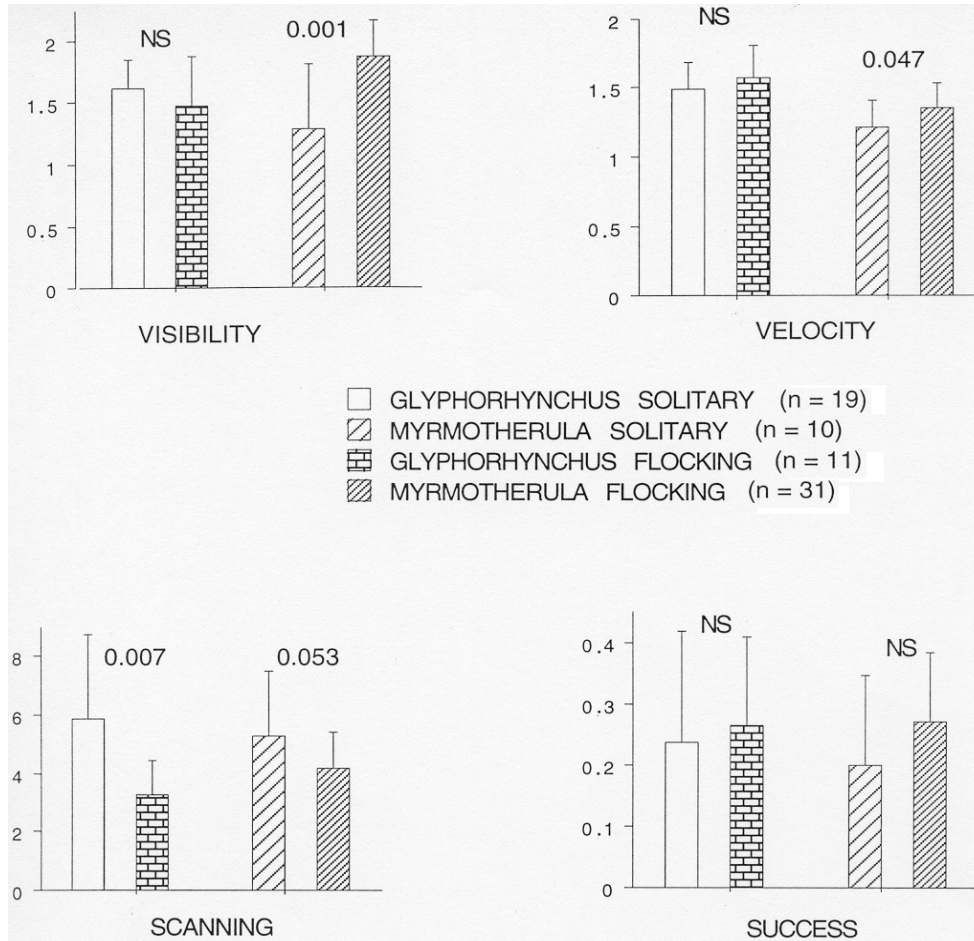 NS
0.001
2
1.5
1
0.5
0
VISIBILITY
NS
0.047
2
1.5
1
0.5
0
VELOCITY
GLYPHORHYNCHUS SOLITARY (n = 19)
MYRMOTHERULA SOLITARY (n = 10)
GLYPHORHYNCHUS FLOCKING (n = 11)
MYRMOTHERULA FLOCKING (n = 31)
0.007
0.053
8
6
4
2
0
SCANNING
NS
NS
0.4
0.3
0.2
0.1
0
SUCCESS